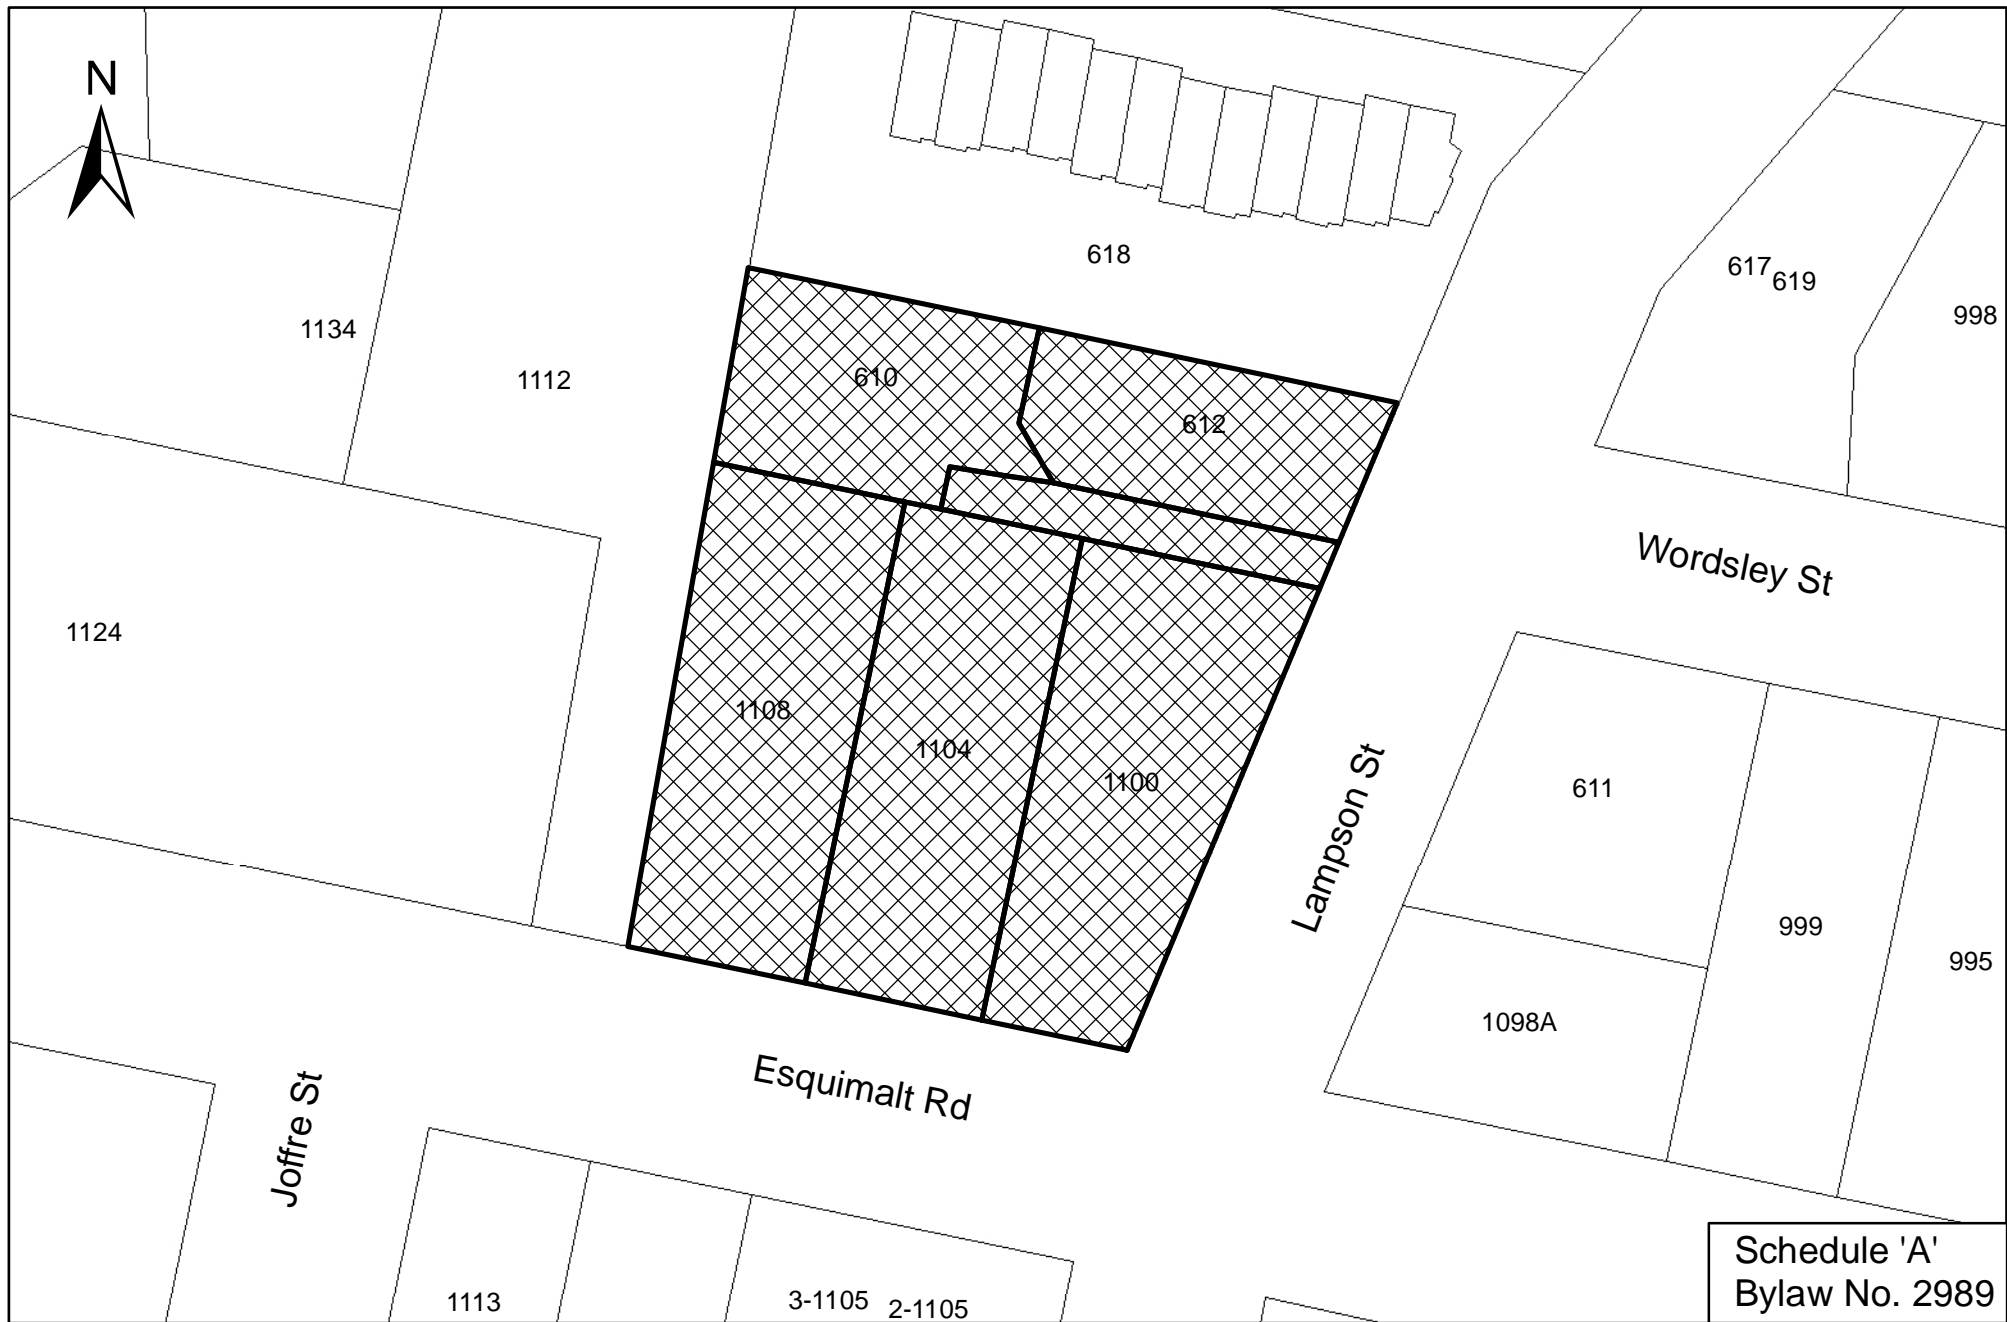 N
618
617
619
998
1134
1112
610
612
Wordsley St
1124
1108
1104
1100
Lampson St
611
999
995
1098A
Esquimalt Rd
Joffre St
1113
3-1105
2-1105
Schedule 'A'
Bylaw No. 2989